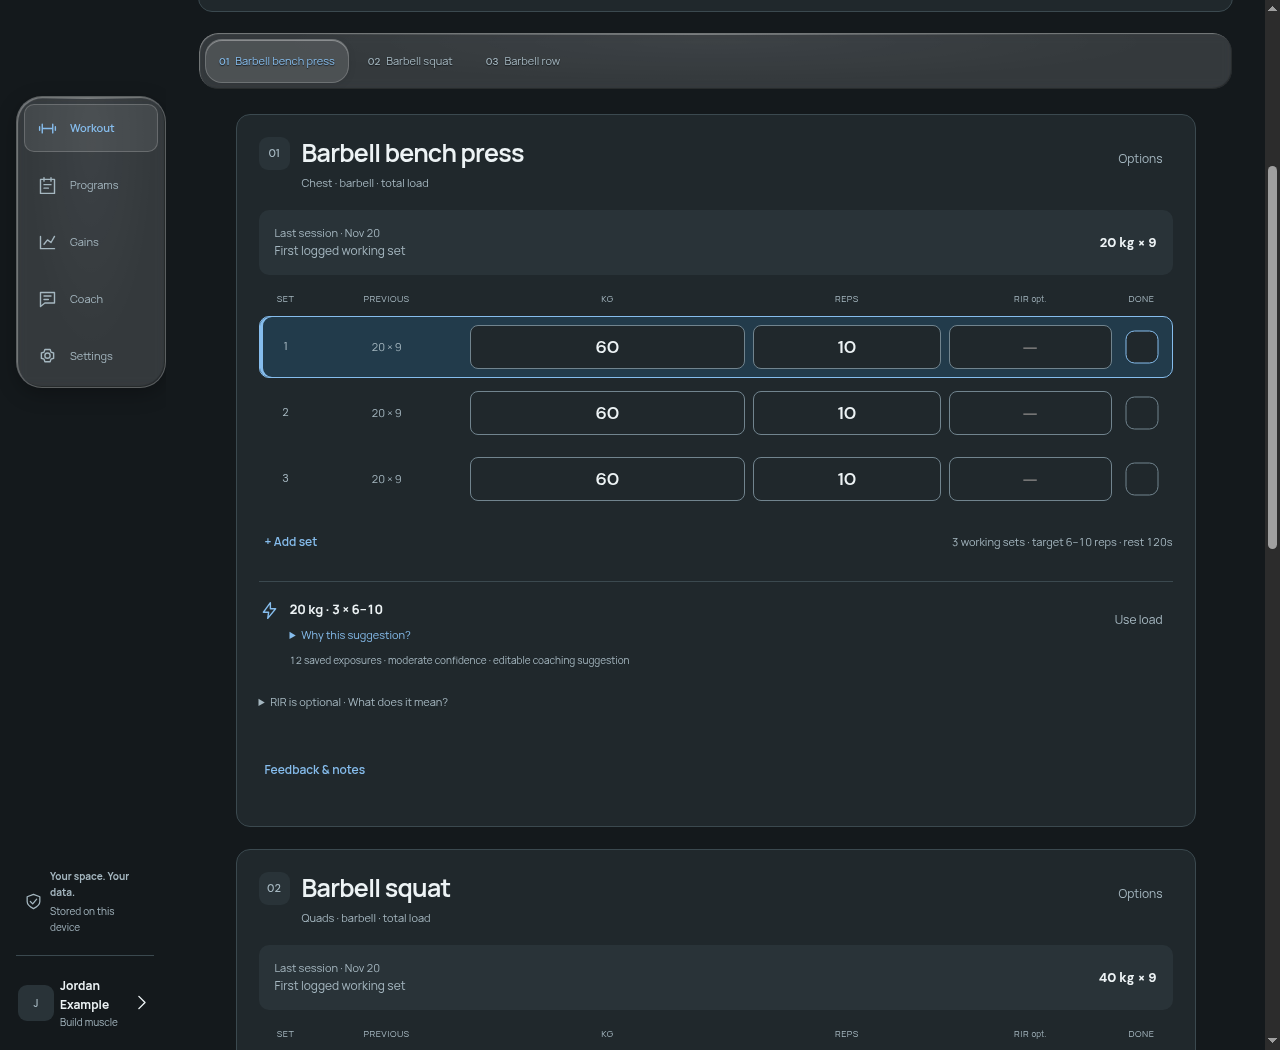 01 Barbell bench press
02 Barbell squat
03 Barbell row
Workout
Programs
Gains
Coach
Settings
Your space. Your
data.
Stored on this
device
J
Jordan
Example
Build muscle
01
Barbell bench press
Chest · barbell · total load
Options
Last session · Nov 20
First logged working set
20 kg × 9
SET PREVIOUS KG REPS RIR opt. DONE
1 20 × 9 60 10 —
2 20 × 9 60 10 —
3 20 × 9 60 10 —
+ Add set
3 working sets · target 6–10 reps · rest 120s
20 kg · 3 × 6–10
Why this suggestion?
12 saved exposures · moderate confidence · editable coaching suggestion
Use load
RIR is optional · What does it mean?
Feedback & notes
02
Barbell squat
Quads · barbell · total load
Options
Last session · Nov 20
First logged working set
40 kg × 9
SET PREVIOUS KG REPS RIR opt. DONE